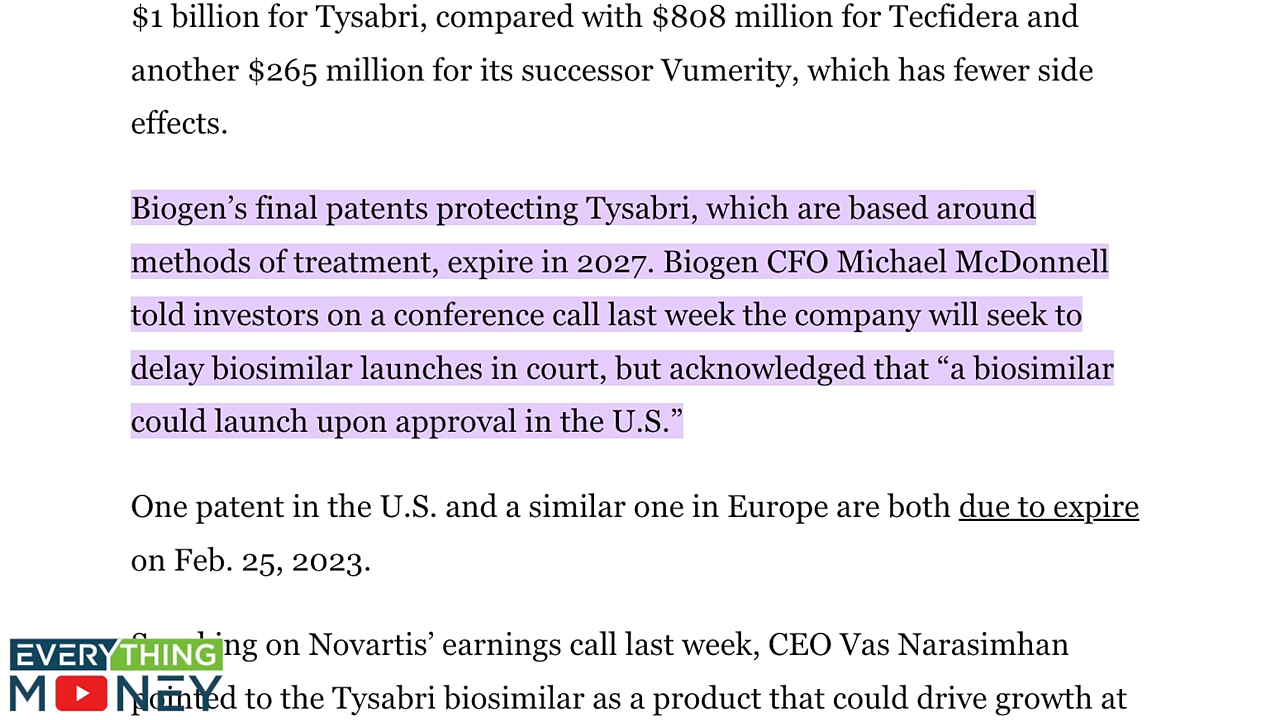 $1 billion for Tysabri, compared with $808 million for Tecfidera and
another $265 million for its successor Vumerity, which has fewer side
effects.
Biogen’s final patents protecting Tysabri, which are based around
methods of treatment, expire in 2027. Biogen CFO Michael McDonnell
told investors on a conference call last week the company will seek to
delay biosimilar launches in court, but acknowledged that “a biosimilar
could launch upon approval in the U.S.”
One patent in the U.S. and a similar one in Europe are both due to expire
on Feb. 25, 2023.
on Novartis’ earnings call last week, CEO Vas Narasimhan
to the Tysabri biosimilar as a product that could drive growth at
EVERYTHING
MONEY